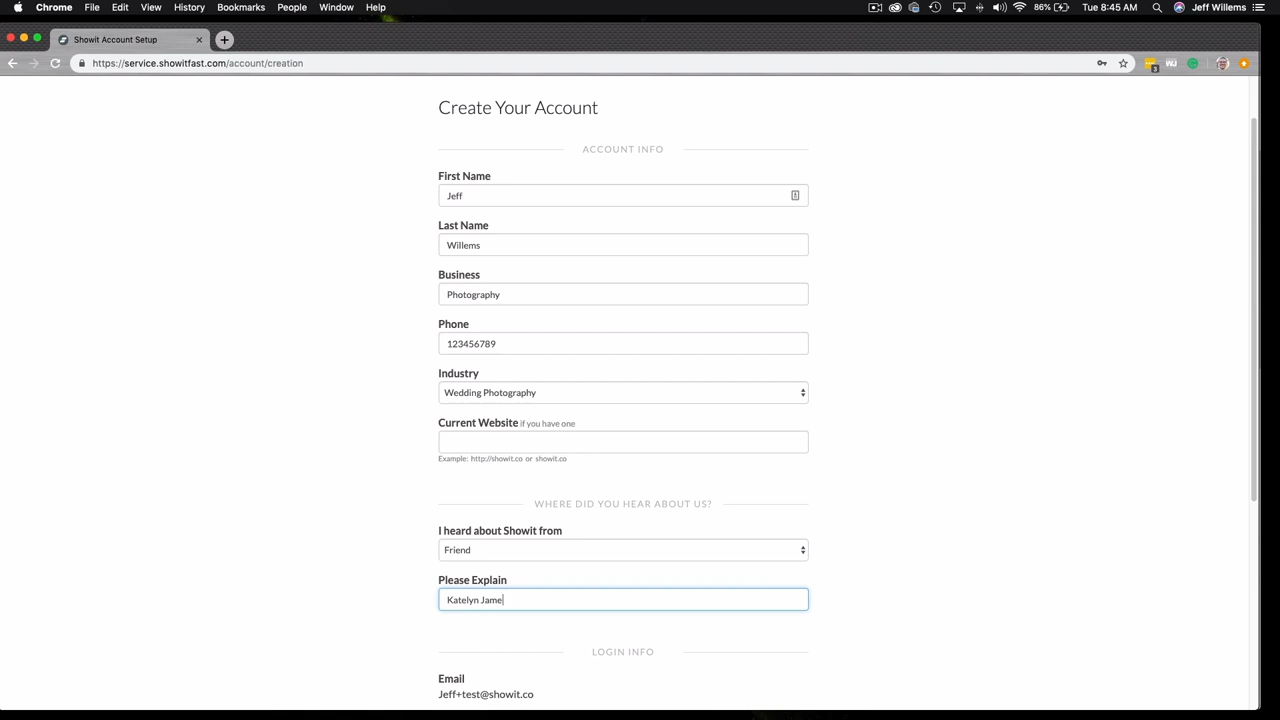 Chrome File Edit View History Bookmarks People Window Help 86% Tue 8:45 AM Jeff Willems
Showit Account Setup
https://service.showitfast.com/account/creation
Create Your Account
ACCOUNT INFO
First Name
Jeff
Last Name
Willems
Business
Photography
Phone
123456789
Industry
Wedding Photography
Current Website if you have one
Example: http://showit.co or showit.co
WHERE DID YOU HEAR ABOUT US?
I heard about Showit from
Friend
Please Explain
Katelyn Jame
LOGIN INFO
Email
Jeff+test@showit.co